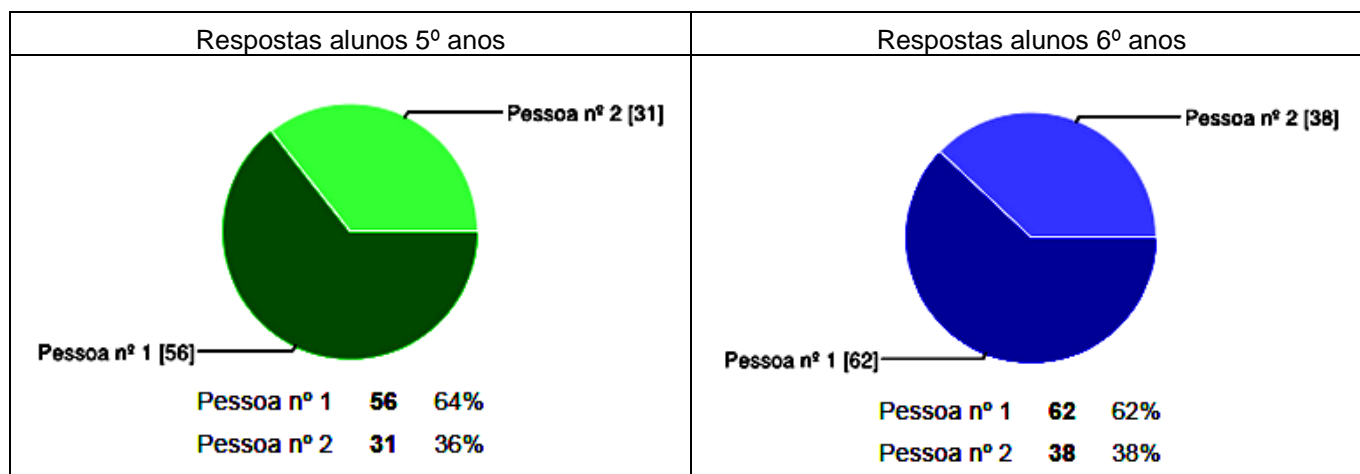 Respostas alunos 5º anos
Pessoa nº 2 [31]
Pessoa nº 1 [56]
Pessoa nº 1 56 64%
Pessoa nº 2 31 36%
Respostas alunos 6º anos
Pessoa nº 2 [38]
Pessoa nº 1 [62]
Pessoa nº 1 62 62%
Pessoa nº 2 38 38%